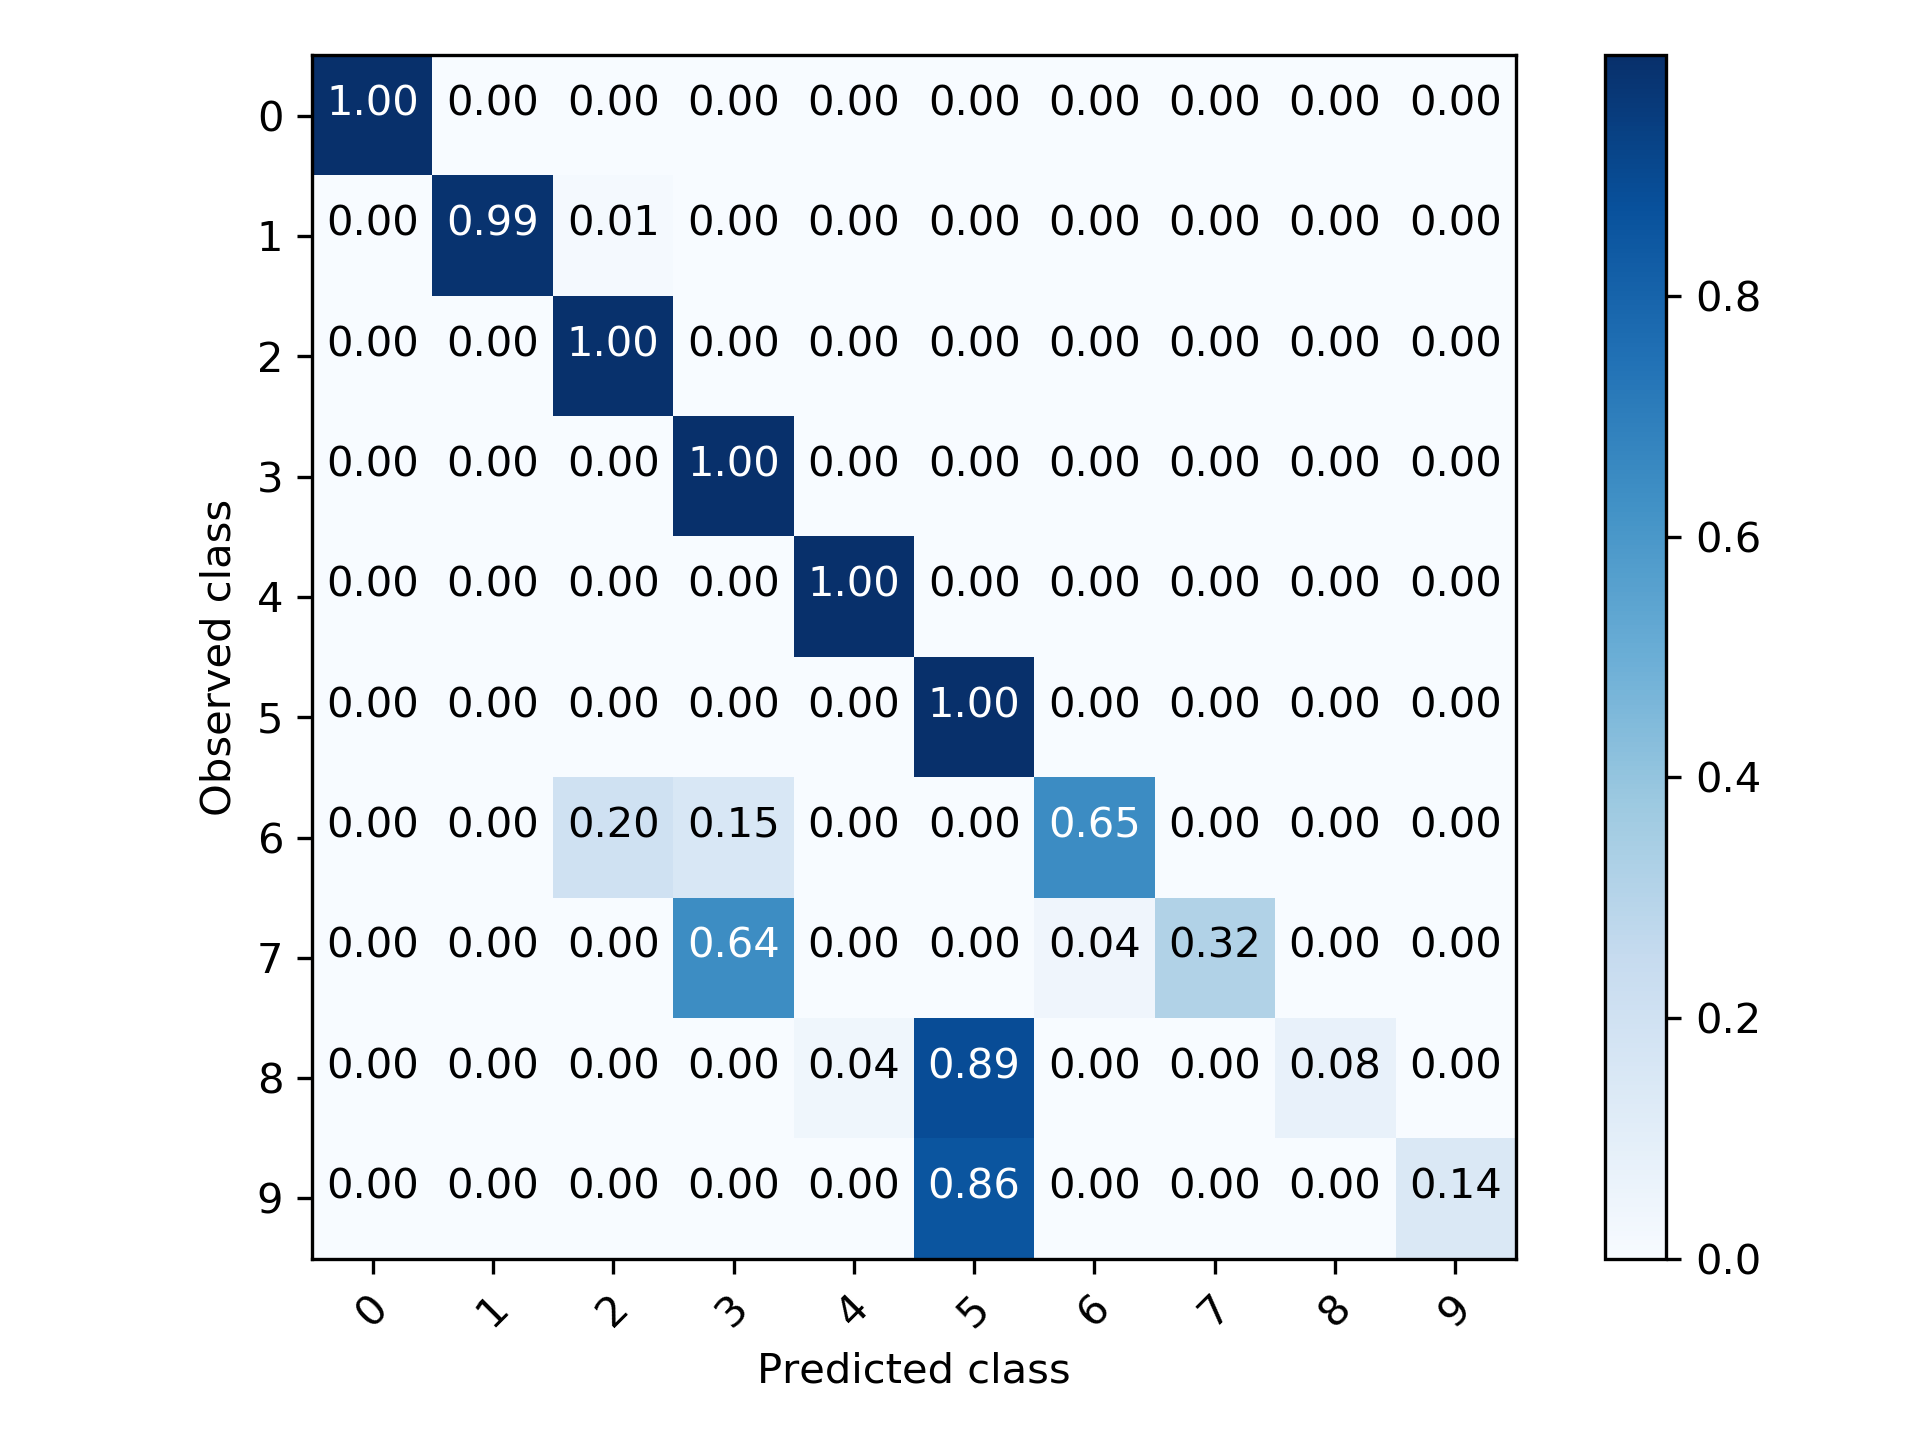 0 1.00 0.00 0.00 0.00 0.00 0.00 0.00 0.00 0.00 0.00
1 0.00 0.99 0.01 0.00 0.00 0.00 0.00 0.00 0.00 0.00
2 0.00 0.00 1.00 0.00 0.00 0.00 0.00 0.00 0.00 0.00
3 0.00 0.00 0.00 1.00 0.00 0.00 0.00 0.00 0.00 0.00
4 0.00 0.00 0.00 0.00 1.00 0.00 0.00 0.00 0.00 0.00
5 0.00 0.00 0.00 0.00 0.00 1.00 0.00 0.00 0.00 0.00
6 0.00 0.00 0.20 0.15 0.00 0.00 0.65 0.00 0.00 0.00
7 0.00 0.00 0.00 0.64 0.00 0.00 0.04 0.32 0.00 0.00
8 0.00 0.00 0.00 0.00 0.04 0.89 0.00 0.00 0.08 0.00
9 0.00 0.00 0.00 0.00 0.00 0.86 0.00 0.00 0.00 0.14
0 1 2 3 4 5 6 7 8 9
Predicted class
Observed class
0.8
0.6
0.4
0.2
0.0